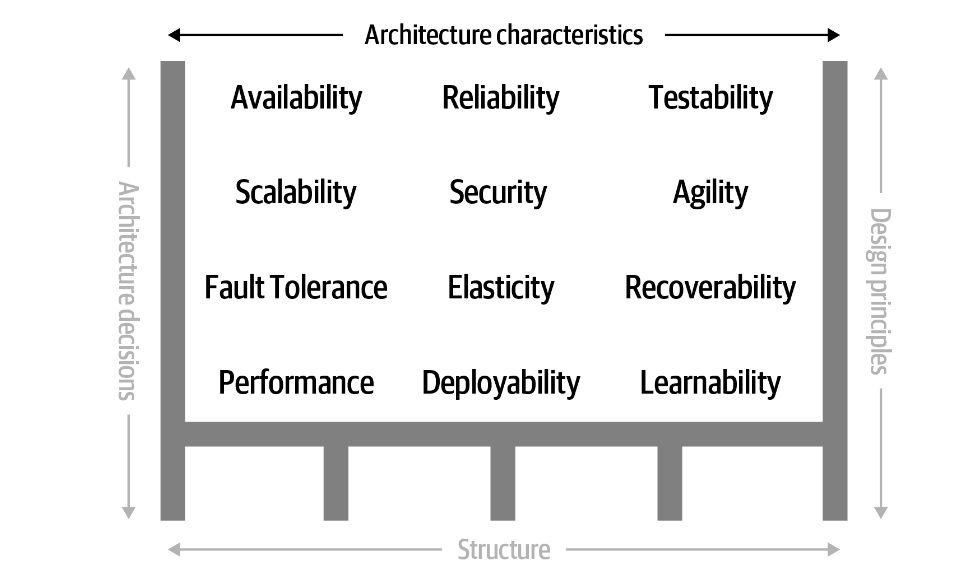 Architecture characteristics
Availability Reliability Testability
Scalability Security Agility
Fault Tolerance Elasticity Recoverability
Performance Deployability Learnability
Architecture decisions
Design principles
Structure